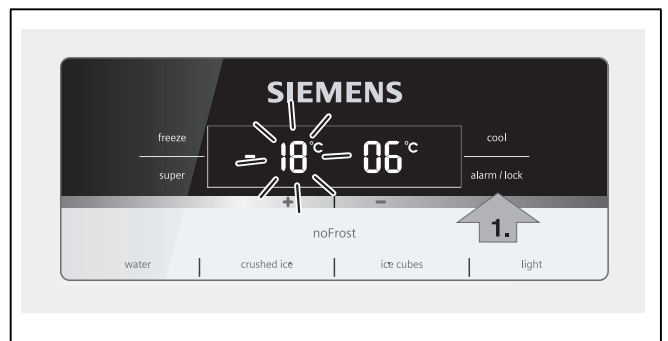 SIEMENS
freeze
super
- 18°C 06°C
cool
alarm / lock
+ -
1.
noFrost
water crushed ice ice cubes light